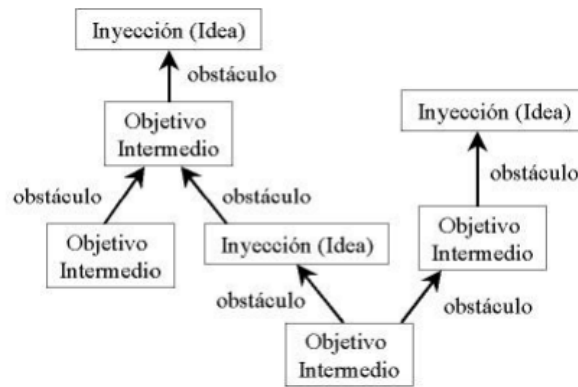 Inyección (Idea)
obstáculo
Inyección (Idea)
Objetivo
Intermedio
obstáculo
obstáculo
obstáculo
Objetivo
Intermedio
Inyección (Idea)
Objetivo
Intermedio
obstáculo
obstáculo
Objetivo
Intermedio